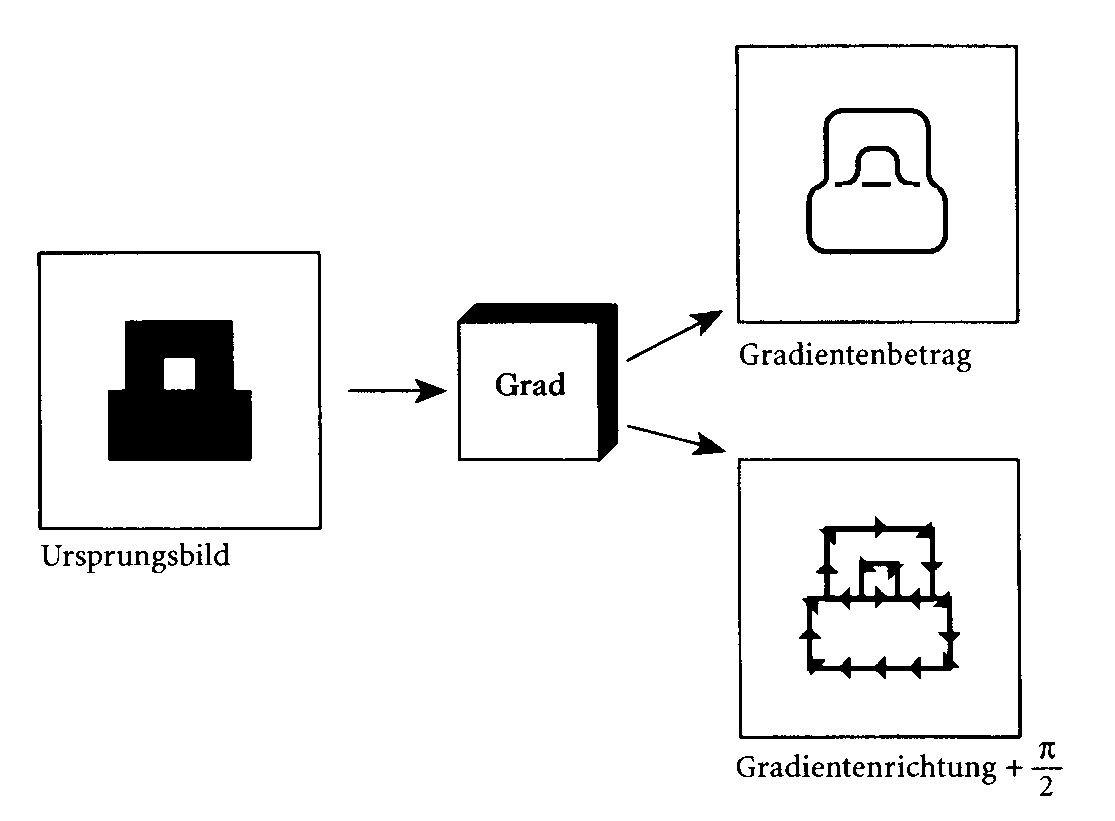 Gradientenbetrag
Grad
Ursprungsbild
Gradientenrichtung + π/2